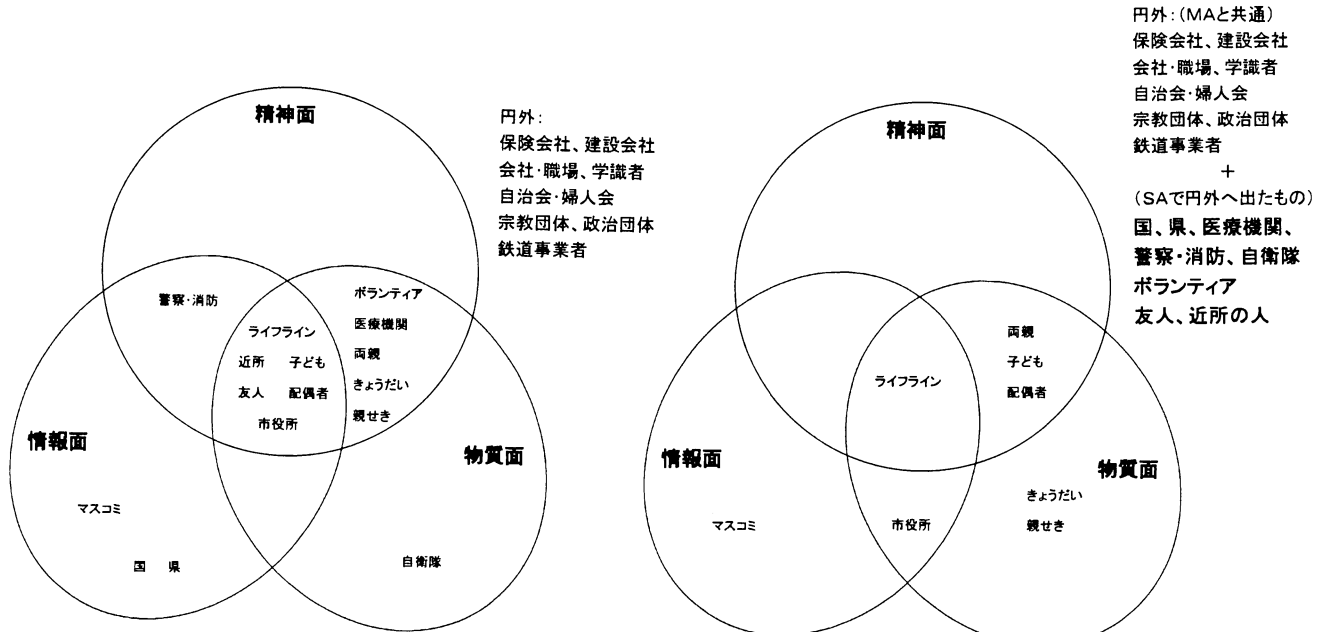 精神面
円外:
保険会社、建設会社
会社・職場、学識者
自治会・婦人会
宗教団体、政治団体
鉄道事業者
警察・消防
ボランティア
医療機関
両親
きょうだい
親せき
ライフライン
近所 子ども
友人 配偶者
市役所
情報面
物質面
マスコミ
国 県
自衛隊
円外:(MAと共通)
保険会社、建設会社
会社・職場、学識者
自治会・婦人会
宗教団体、政治団体
鉄道事業者
+
(SAで円外へ出たもの)
国、県、医療機関、
警察・消防、自衛隊
ボランティア
友人、近所の人
精神面
両親
子ども
配偶者
ライフライン
情報面
物質面
きょうだい
親せき
マスコミ
市役所